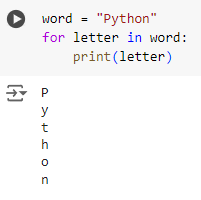 word = "Python"
for letter in word:
    print(letter)
P
y
t
h
o
n